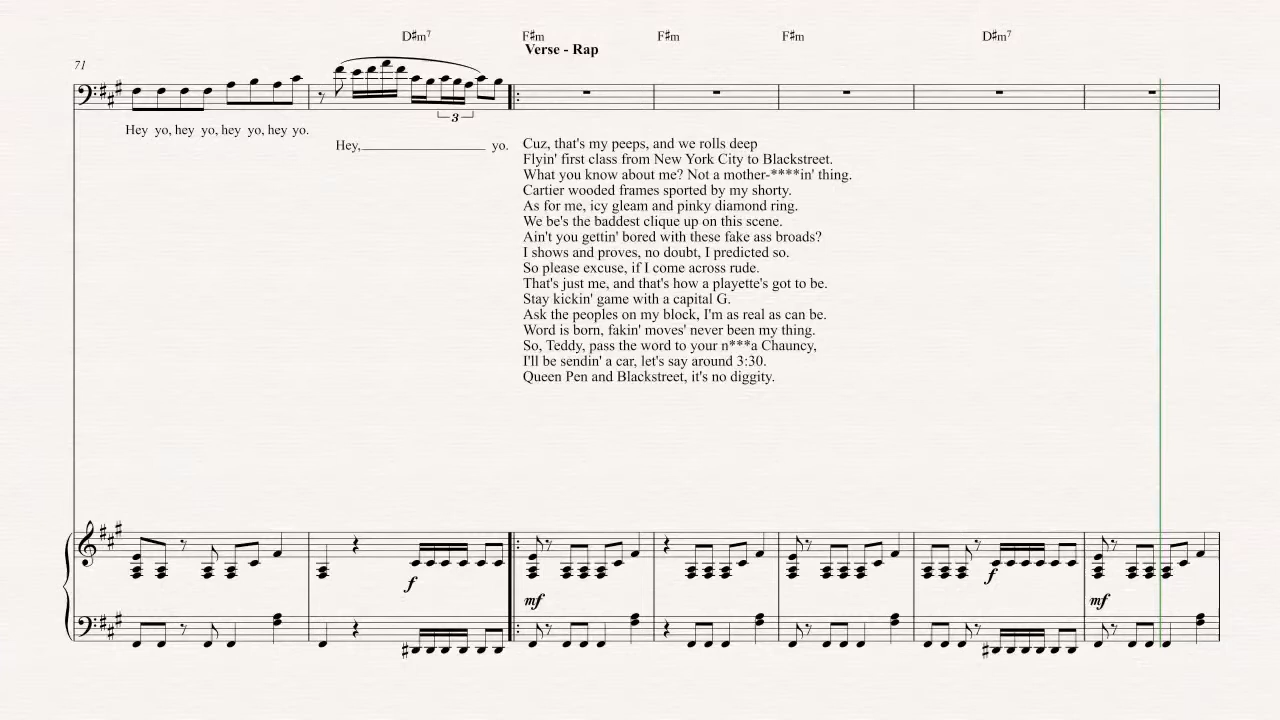 D♯m7 F♯m F♯m F♯m D♯m7
Verse - Rap
71
3
Hey yo, hey yo, hey yo, hey yo.
Hey, yo.
Cuz, that's my peeps, and we rolls deep
Flyin' first class from New York City to Blackstreet.
What you know about me? Not a mother-****in' thing.
Cartier wooded frames sported by my shorty.
As for me, icy gleam and pinky diamond ring.
We be's the baddest clique up on this scene.
Ain't you gettin' bored with these fake ass broads?
I shows and proves, no doubt, I predicted so.
So please excuse, if I come across rude.
That's just me, and that's how a playette's got to be.
Stay kickin' game with a capital G.
Ask the peoples on my block, I'm as real as can be.
Word is born, fakin' moves' never been my thing.
So, Teddy, pass the word to your n***a Chauncy,
I'll be sendin' a car, let's say around 3:30.
Queen Pen and Blackstreet, it's no diggity.
f f
mf mf